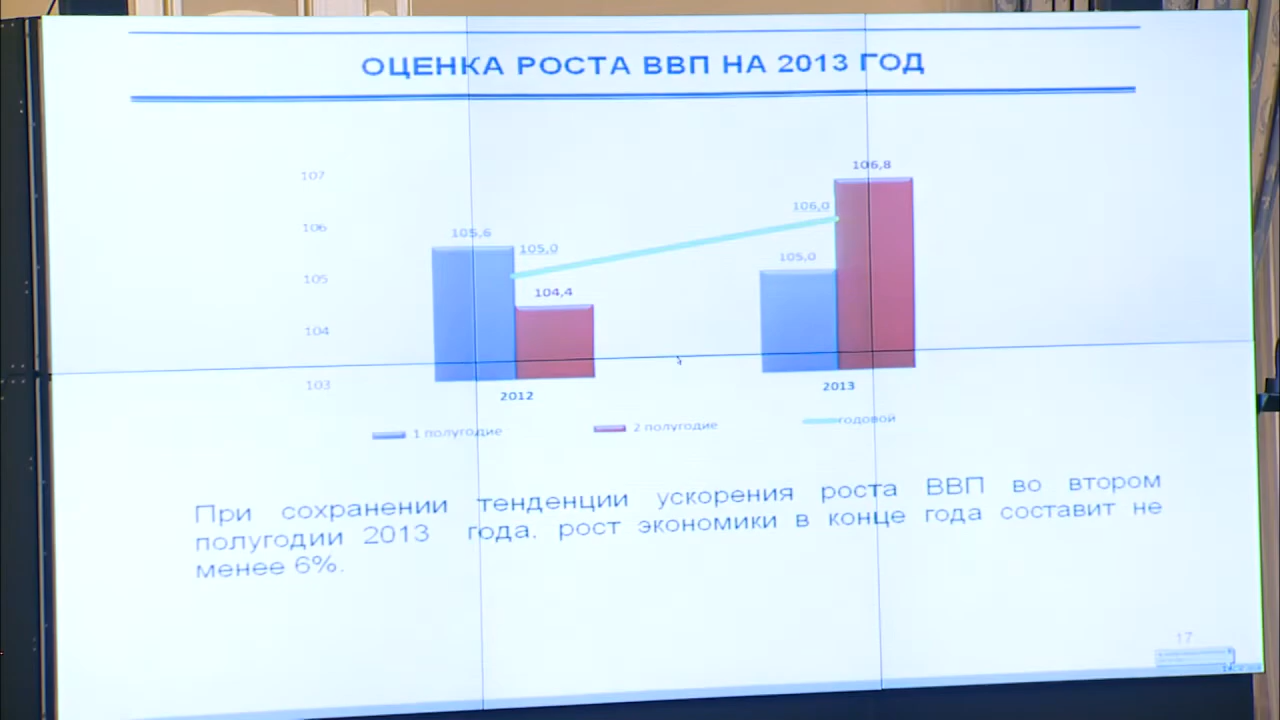 ОЦЕНКА РОСТА ВВП НА 2013 ГОД
107
106
105
104
103
105,6
105,0
104,4
106,0
105,0
106,8
2012
2013
1 полугодие
2 полугодие
годовой
При сохранении тенденции ускорения роста ВВП во втором
полугодии 2013 года, рост экономики в конце года составит не
менее 6%.
17